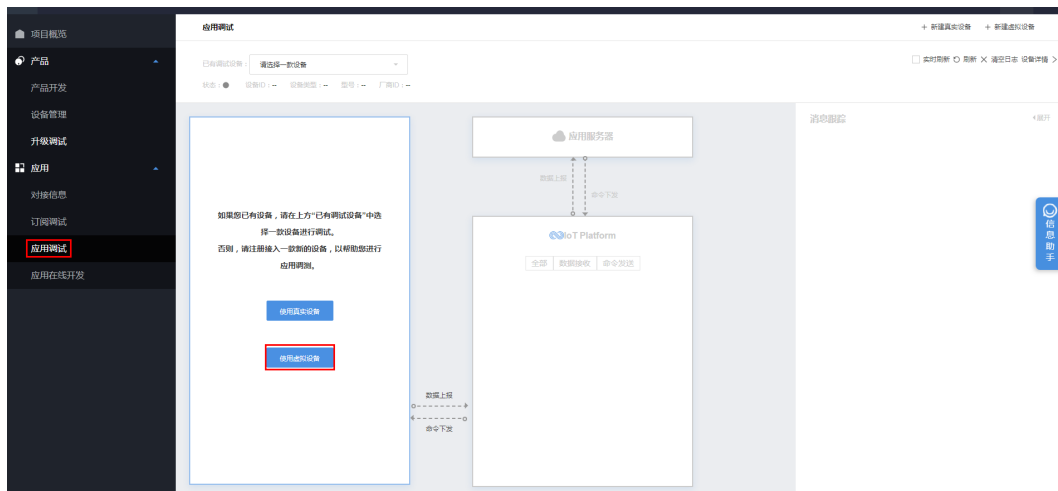 项目概览
产品
产品开发
设备管理
升级调试
应用
对接信息
订阅调试
应用调试
应用在线开发
应用调试
+ 新建真实设备 + 新建虚拟设备
已有调试设备： 请选择一款设备
实时刷新 刷新 清空日志 设备详情 >
状态： 设备ID：-- 设备类型：-- 型号：-- 厂商ID：--
如果您已有设备，请在上方“已有调试设备”中选
择一款设备进行调试。
否则，请注册接入一款新的设备，以帮助您进行
应用调测。
使用真实设备
使用虚拟设备
数据上报
命令下发
应用服务器
数据上报
命令下发
IoT Platform
全部 数据接收 命令发送
消息跟踪
展开
信息助手